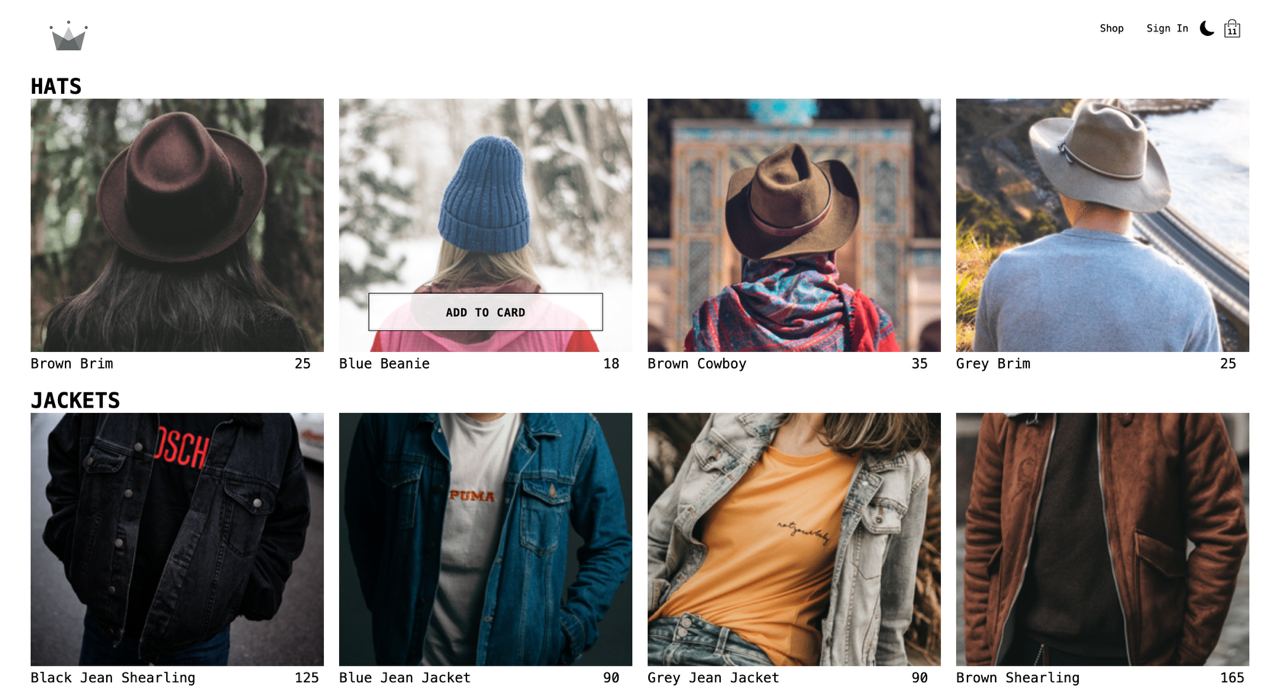 Shop Sign In 11
HATS
ADD TO CARD
Brown Brim 25 Blue Beanie 18 Brown Cowboy 35 Grey Brim 25
JACKETS
OSCH
PUMA
Black Jean Shearling 125 Blue Jean Jacket 90 Grey Jean Jacket 90 Brown Shearling 165